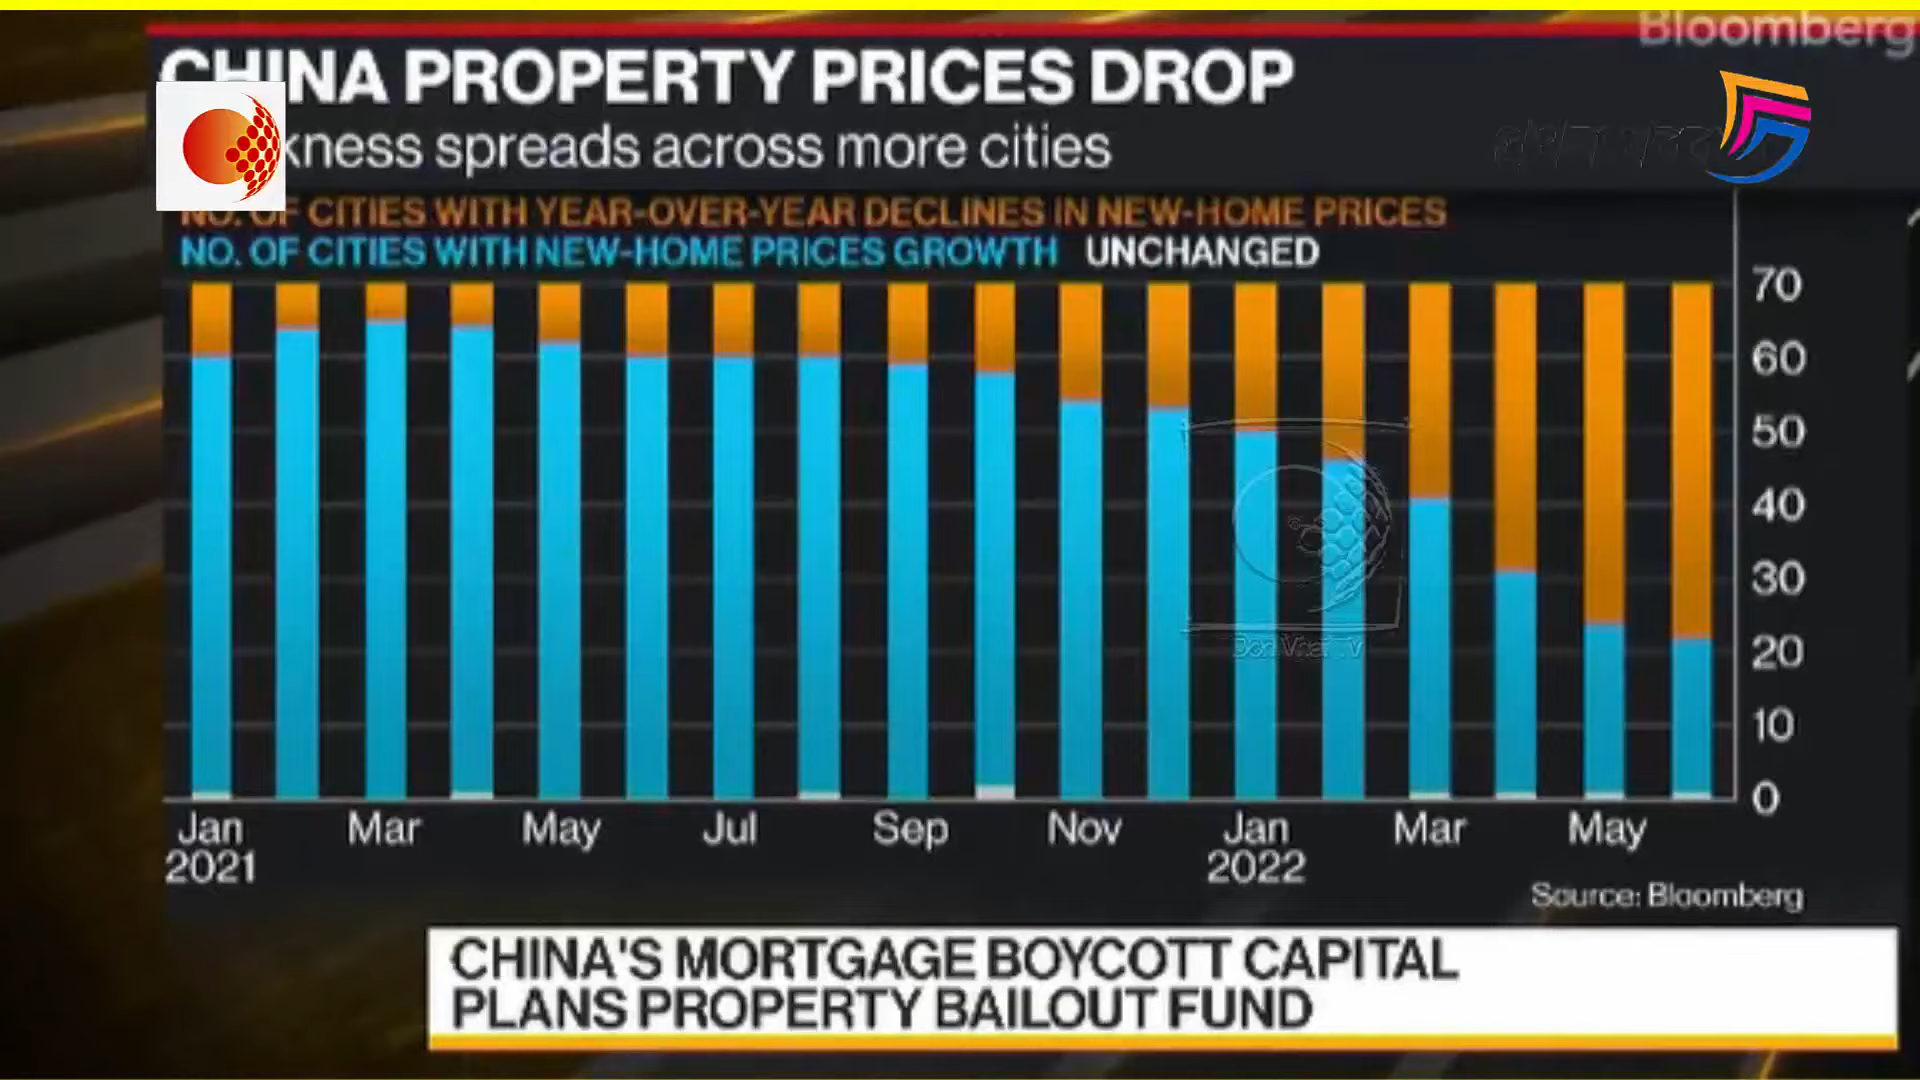 Bloomberg
CHINA PROPERTY PRICES DROP
kness spreads across more cities
NO. OF CITIES WITH YEAR-OVER-YEAR DECLINES IN NEW-HOME PRICES
NO. OF CITIES WITH NEW-HOME PRICES GROWTH UNCHANGED
70
60
50
40
30
20
10
0
Jan Mar May Jul Sep Nov Jan Mar May
2021 2022
Source: Bloomberg
CHINA'S MORTGAGE BOYCOTT CAPITAL
PLANS PROPERTY BAILOUT FUND